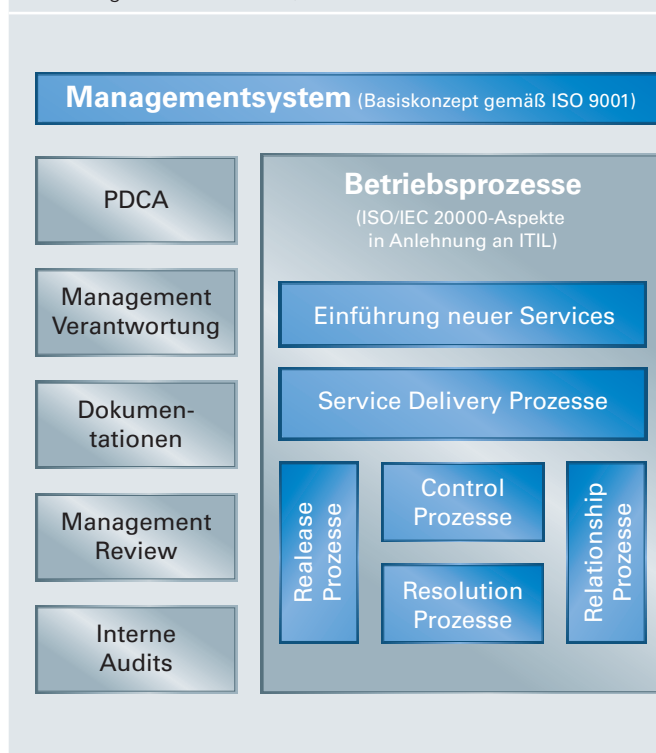 Managementsystem (Basiskonzept gemäß ISO 9001)
PDCA
Management
Verantwortung
Dokumen-
tationen
Management
Review
Interne
Audits
Betriebsprozesse
(ISO/IEC 20000-Aspekte
in Anlehnung an ITIL)
Einführung neuer Services
Service Delivery Prozesse
Realease
Prozesse
Control
Prozesse
Resolution
Prozesse
Relationship
Prozesse